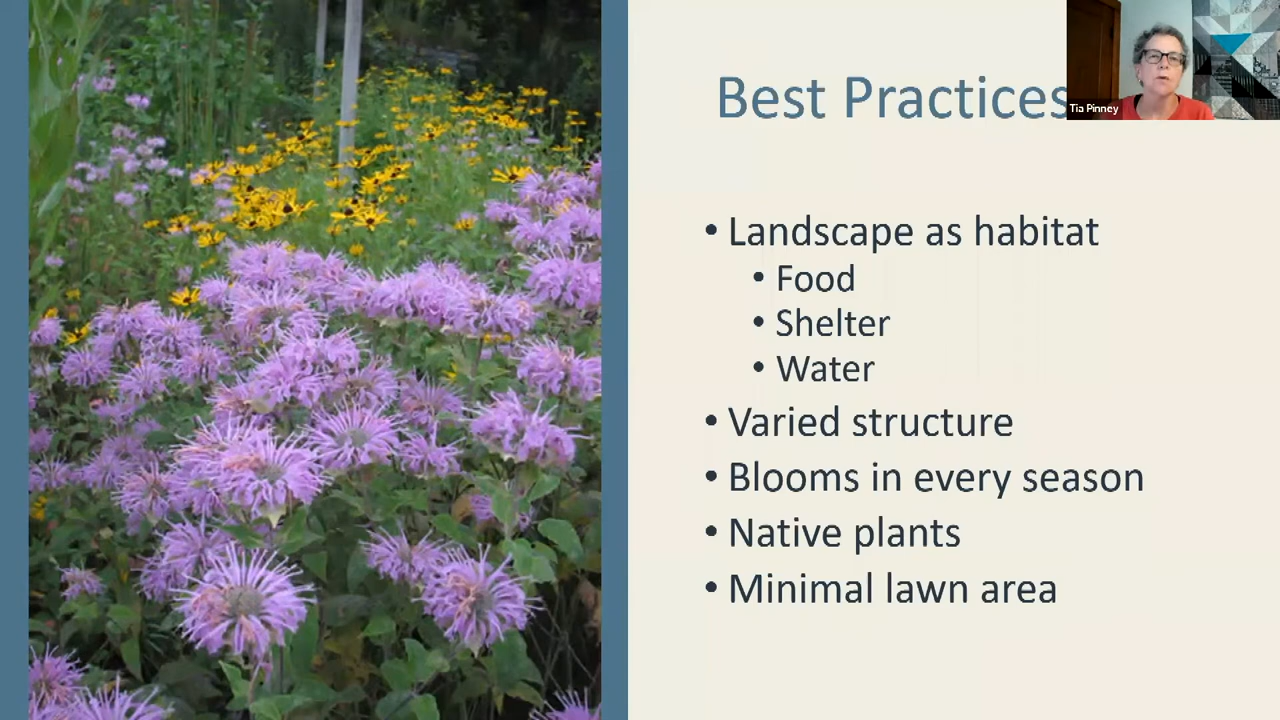 Best Practices
Tia Pinney
• Landscape as habitat
• Food
• Shelter
• Water
• Varied structure
• Blooms in every season
• Native plants
• Minimal lawn area